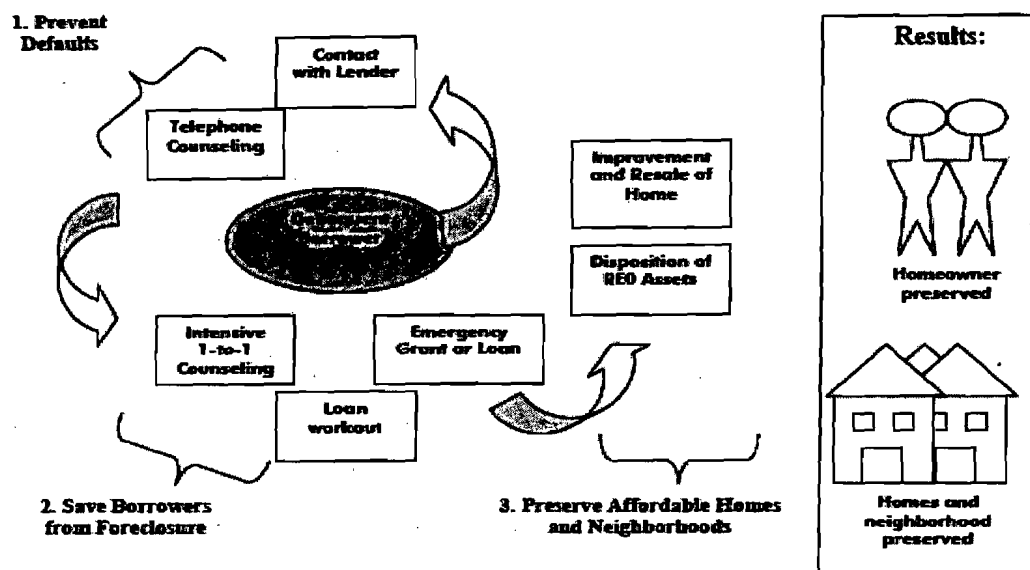 1. Prevent
Defaults
Contact
with Lender
Telephone
Counseling
Delinquent
Borrower
Intensive
1-to-1
Counseling
Emergency
Grant or Loan
Loan
workout
2. Save Borrowers
from Foreclosure
Improvement
and Resale of
Home
Disposition of
REO Assets
3. Preserve Affordable Homes
and Neighborhoods
Results:
Homeowner
preserved
Homes and
neighborhood
preserved